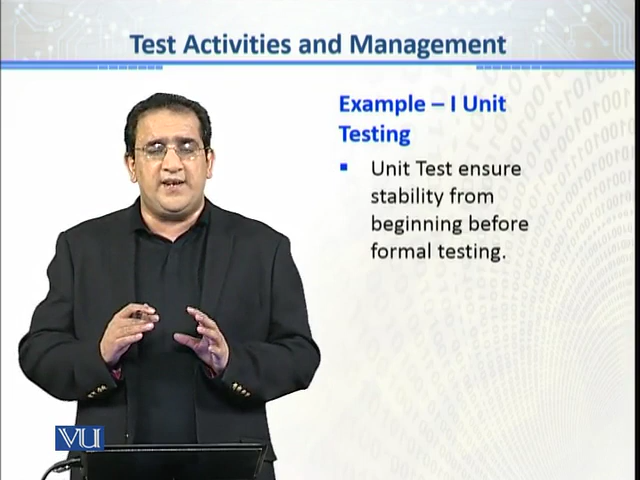 Test Activities and Management
Example – I Unit
Testing
▪ Unit Test ensure
stability from
beginning before
formal testing.
VU